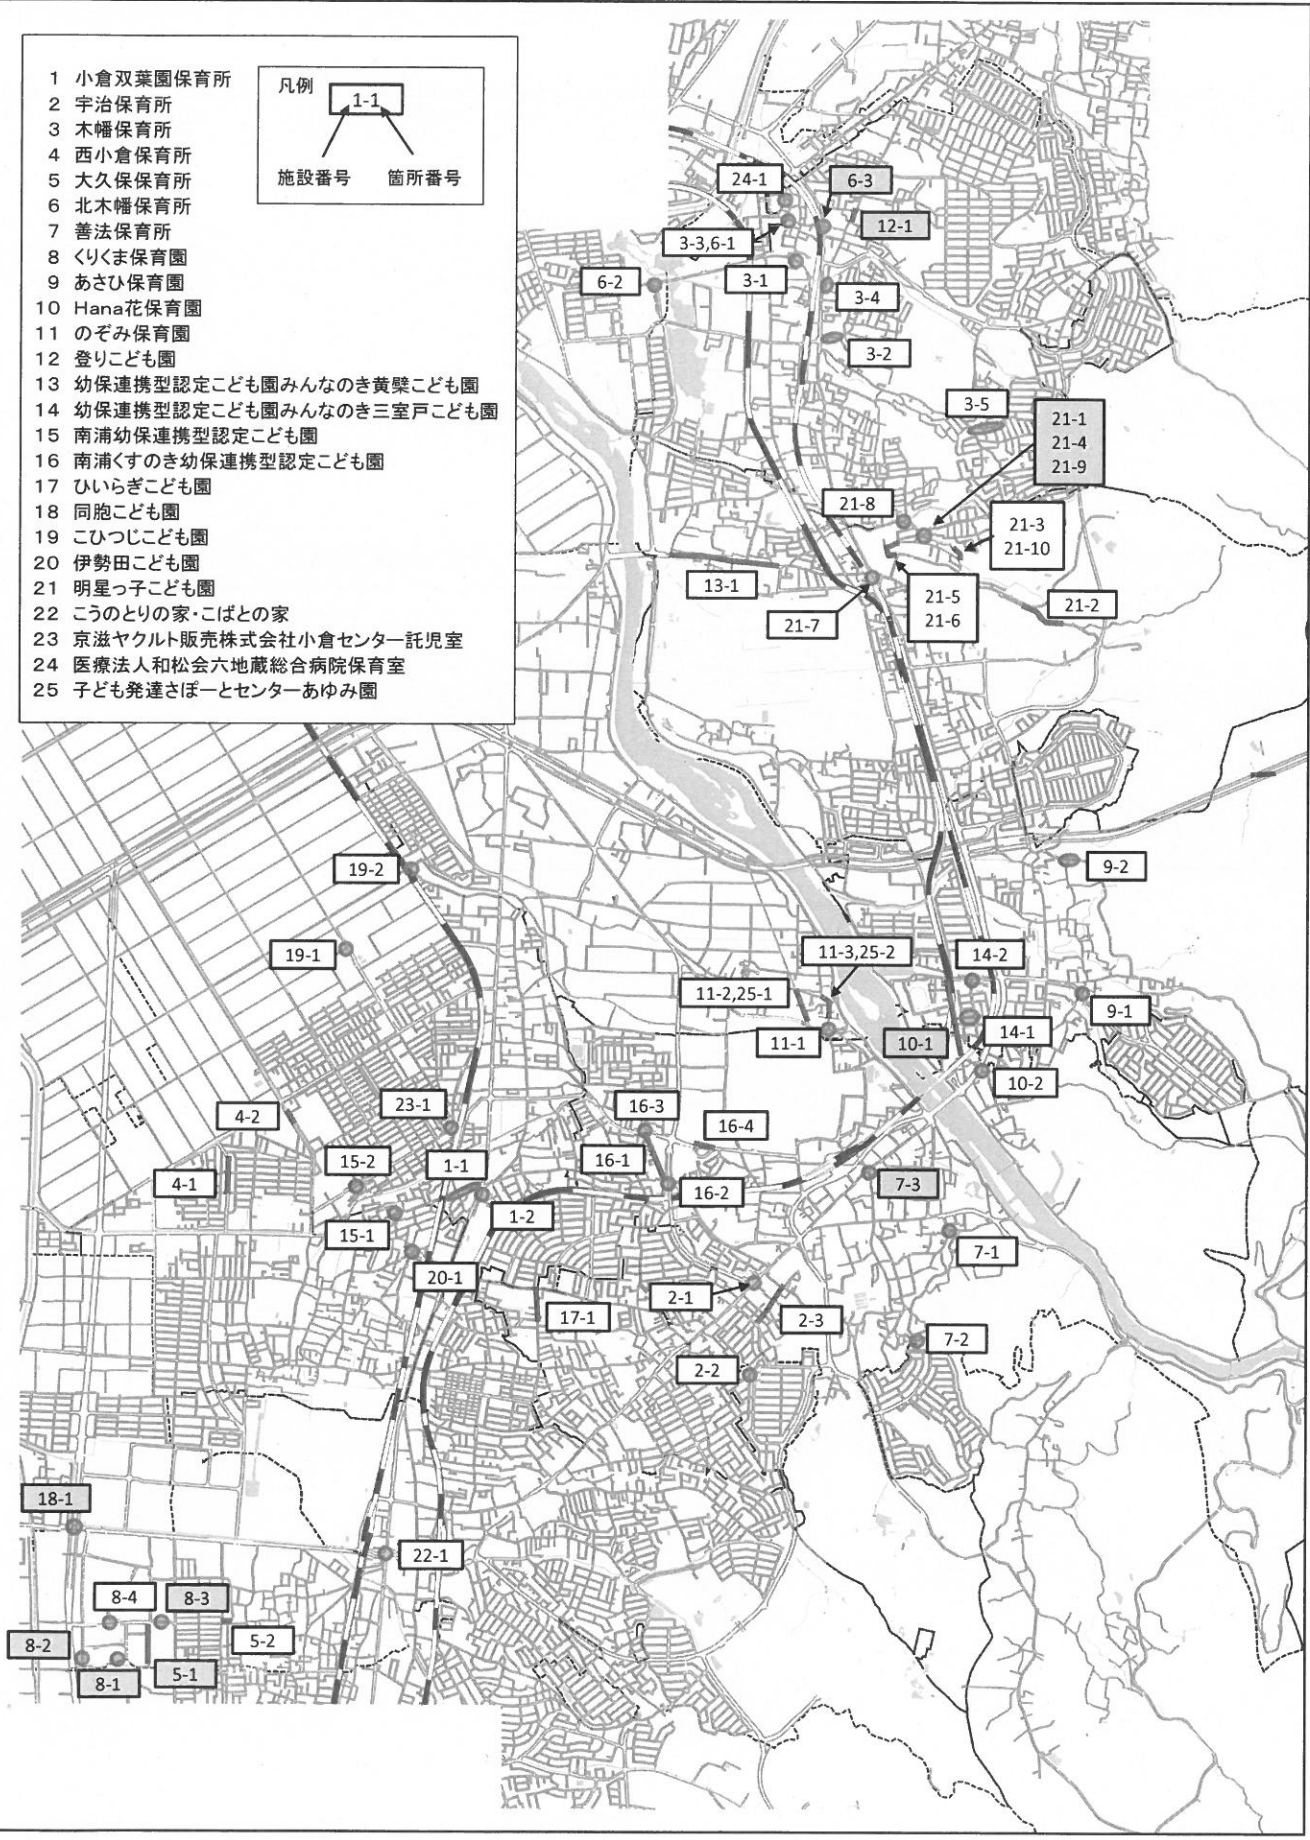 1 小倉双葉園保育所
2 宇治保育所
3 木幡保育所
4 西小倉保育所
5 大久保保育所
6 北木幡保育所
7 善法保育所
8 くりくま保育園
9 あさひ保育園
10 Hana花保育園
11 のぞみ保育園
12 登りこども園
13 幼保連携型認定こども園みんなのき黄檗こども園
14 幼保連携型認定こども園みんなのき三室戸こども園
15 南浦幼保連携型認定こども園
16 南浦くすのき幼保連携型認定こども園
17 ひいらぎこども園
18 同胞こども園
19 こひつじこども園
20 伊勢田こども園
21 明星っ子こども園
22 こうのとりの家・こばとの家
23 京滋ヤクルト販売株式会社小倉センター託児室
24 医療法人和松会六地蔵総合病院保育室
25 子ども発達さぽーとセンターあゆみ園
凡例
1-1
施設番号 箇所番号
24-1
6-3
12-1
3-3,6-1
6-2
3-1
3-4
3-2
3-5
21-1
21-4
21-9
21-8
21-3
21-10
13-1
21-7
21-5
21-6
21-2
19-2
9-2
19-1
11-3,25-2
14-2
11-2,25-1
9-1
11-1
10-1
14-1
10-2
4-2
23-1
16-3
16-4
15-2
1-1
16-1
4-1
16-2
7-3
1-2
15-1
7-1
20-1
2-1
17-1
2-3
7-2
2-2
18-1
22-1
8-4
8-3
8-2
5-2
8-1
5-1